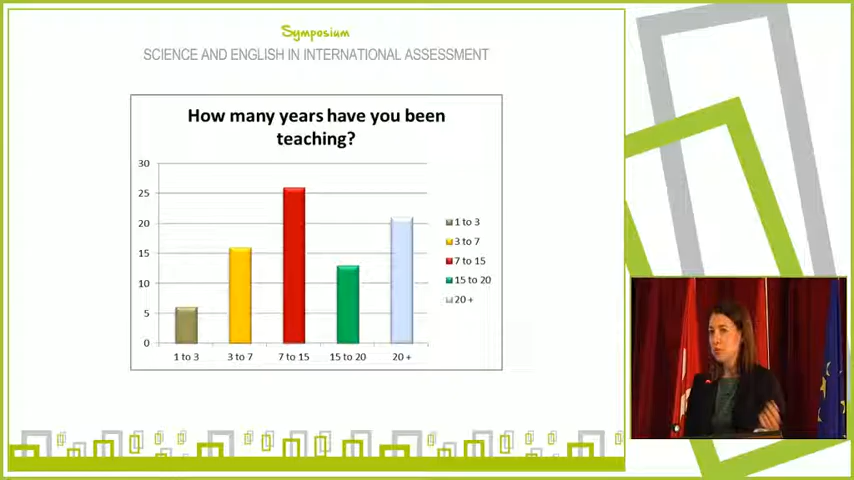 Symposium
SCIENCE AND ENGLISH IN INTERNATIONAL ASSESSMENT
How many years have you been
teaching?
30
25
20
15
10
5
0
1 to 3
3 to 7
7 to 15
15 to 20
20 +
1 to 3
3 to 7
7 to 15
15 to 20
20 +